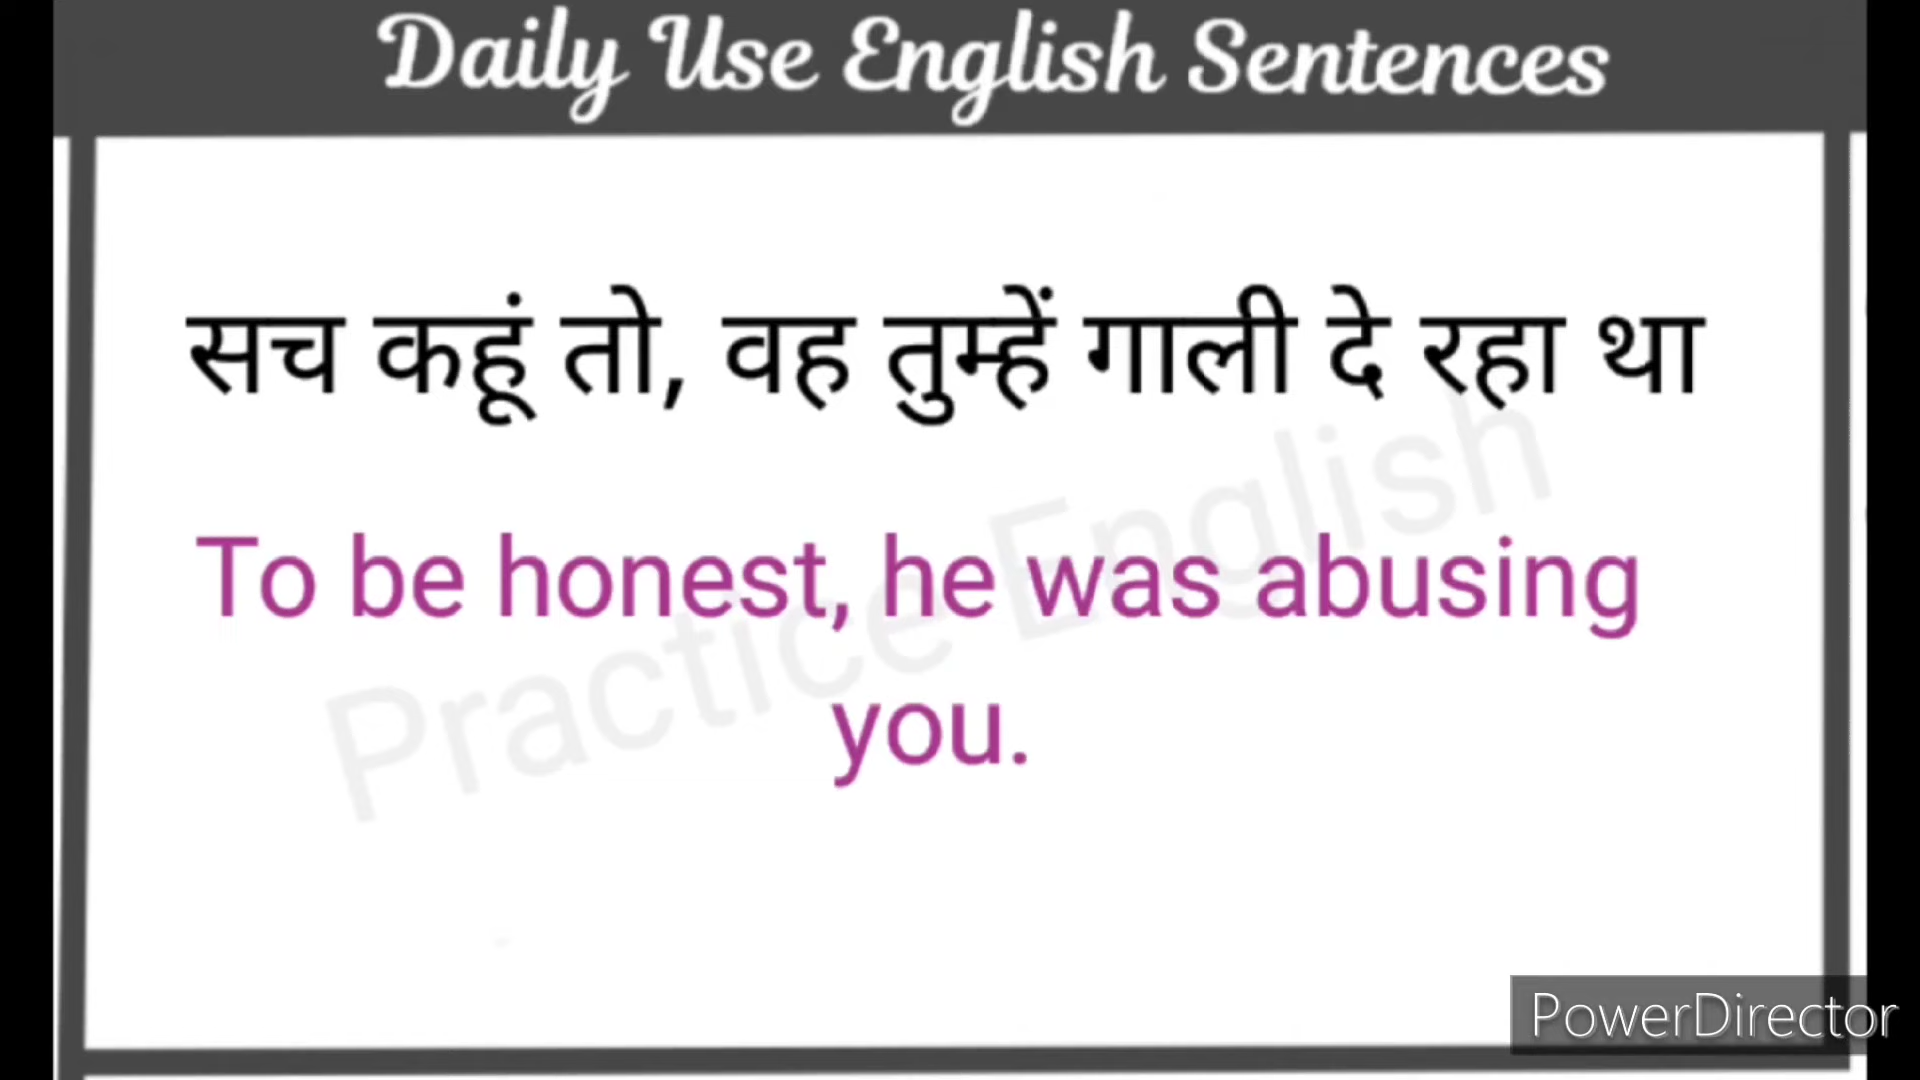 Daily Use English Sentences
सच कहूं तो, वह तुम्हें गाली दे रहा था
To be honest, he was abusing
you.
Practice English
PowerDirector